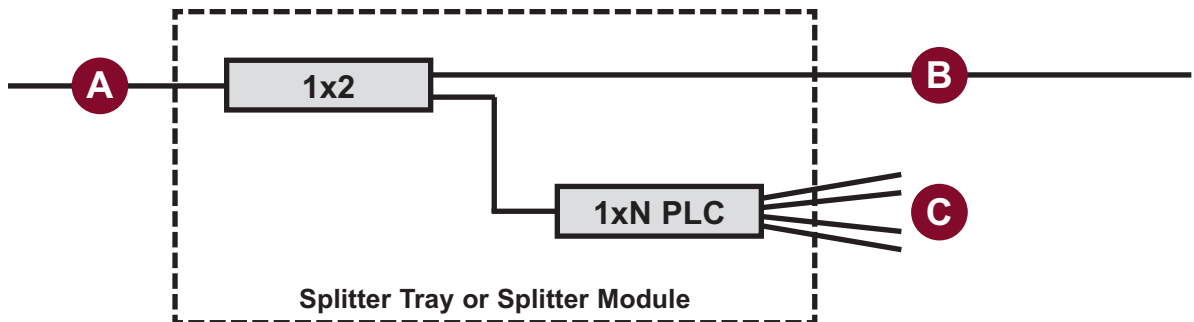 A
1x2
B
1xN PLC
C
Splitter Tray or Splitter Module